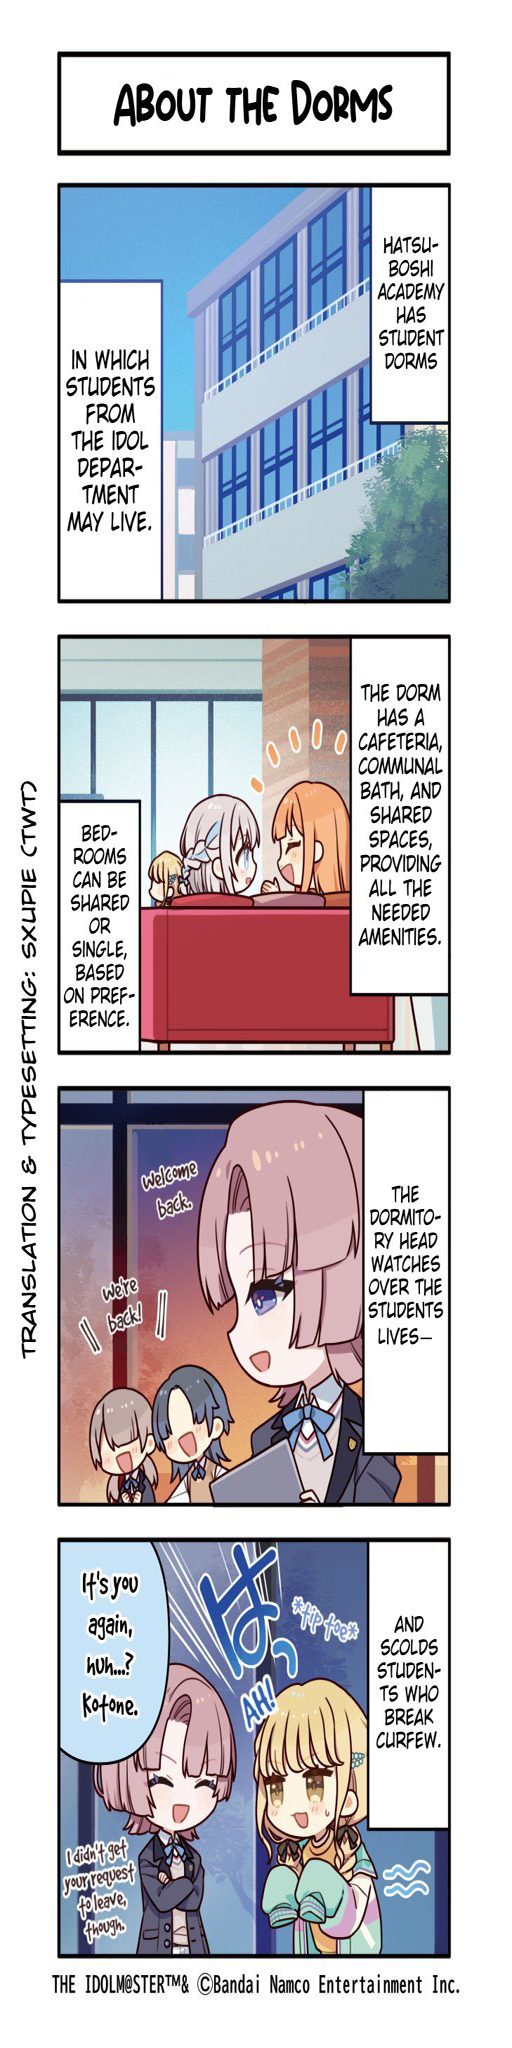 ABOUT THE DORMS
HATSU-
BOSHI
ACADEMY
HAS
STUDENT
DORMS
IN WHICH
STUDENTS
FROM
THE IDOL
DEPAR-
TMENT
MAY LIVE.
THE DORM
HAS A
CAFETERIA,
COMMUNAL
BATH, AND
SHARED
SPACES,
PROVIDING
ALL THE
NEEDED
AMENITIES.
BED-
ROOMS
CAN BE
SHARED
OR
SINGLE,
BASED
ON PREF-
ERENCE.
THE
DORMITO-
RY HEAD
WATCHES
OVER THE
STUDENTS
LIVES—
Welcome
back.
We're
back!
AND
SCOLDS
STUDEN-
TS WHO
BREAK
CURFEW.
*tip toe*
はっ
AH!
It's you
again,
huh...?
Kotone.
I didn't get
your request
to leave,
though.
TRANSLATION & TYPESETTING: SXUPIE (TWT)
THE IDOLM@STER™& ©Bandai Namco Entertainment Inc.